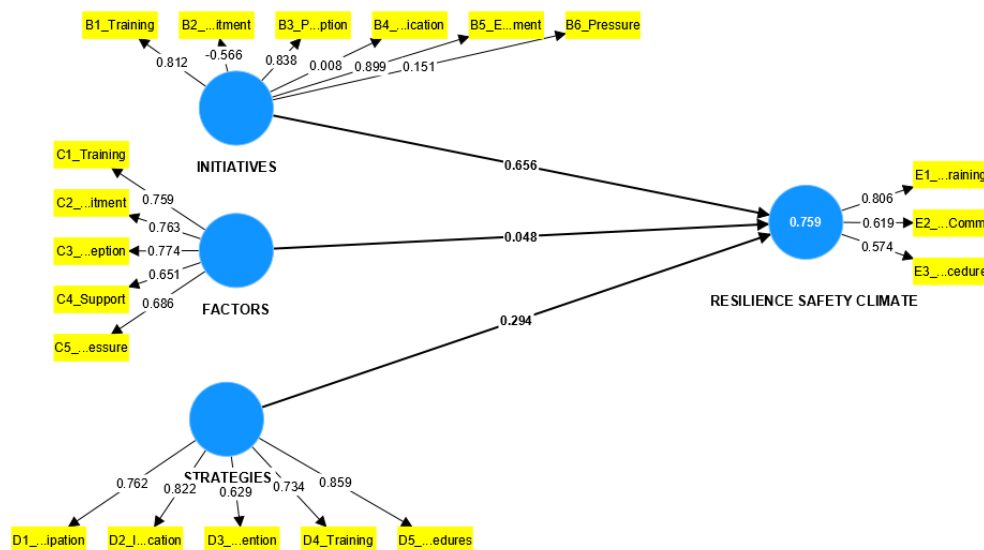 B1_Training
B2_...itment
B3_P...ption
B4_...ication
B5_E...ment
B6_Pressure
0.812
-0.566
0.838
0.008
0.899
0.151
INITIATIVES
0.656
C1_Training
C2_...itment
C3_...eption
C4_Support
C5_...essure
0.759
0.763
0.774
0.651
0.686
FACTORS
0.048
0.759
RESILIENCE SAFETY CLIMATE
E1_...raining
E2_...Comm
E3_...cedure
0.806
0.619
0.574
0.294
STRATEGIES
0.762
0.822
0.629
0.734
0.859
D1_...ipation
D2_I...cation
D3_...ention
D4_Training
D5_...edures